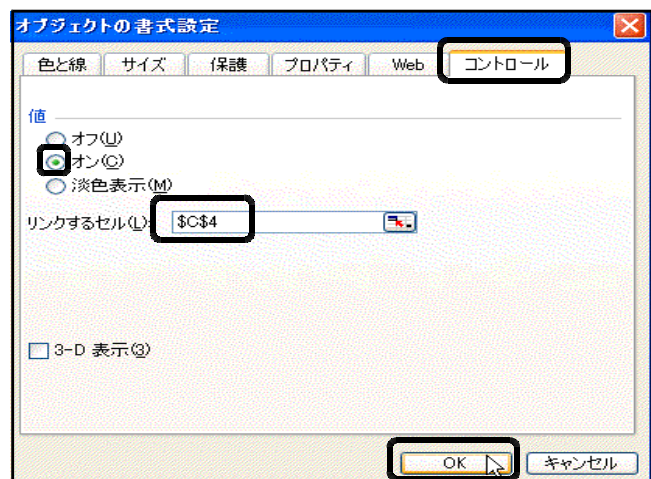 オブジェクトの書式設定
色と線 サイズ 保護 プロパティ Web コントロール
値
オフ(U)
オン(C)
淡色表示(M)
リンクするセル(L): $C$4
3-D 表示(3)
OK キャンセル